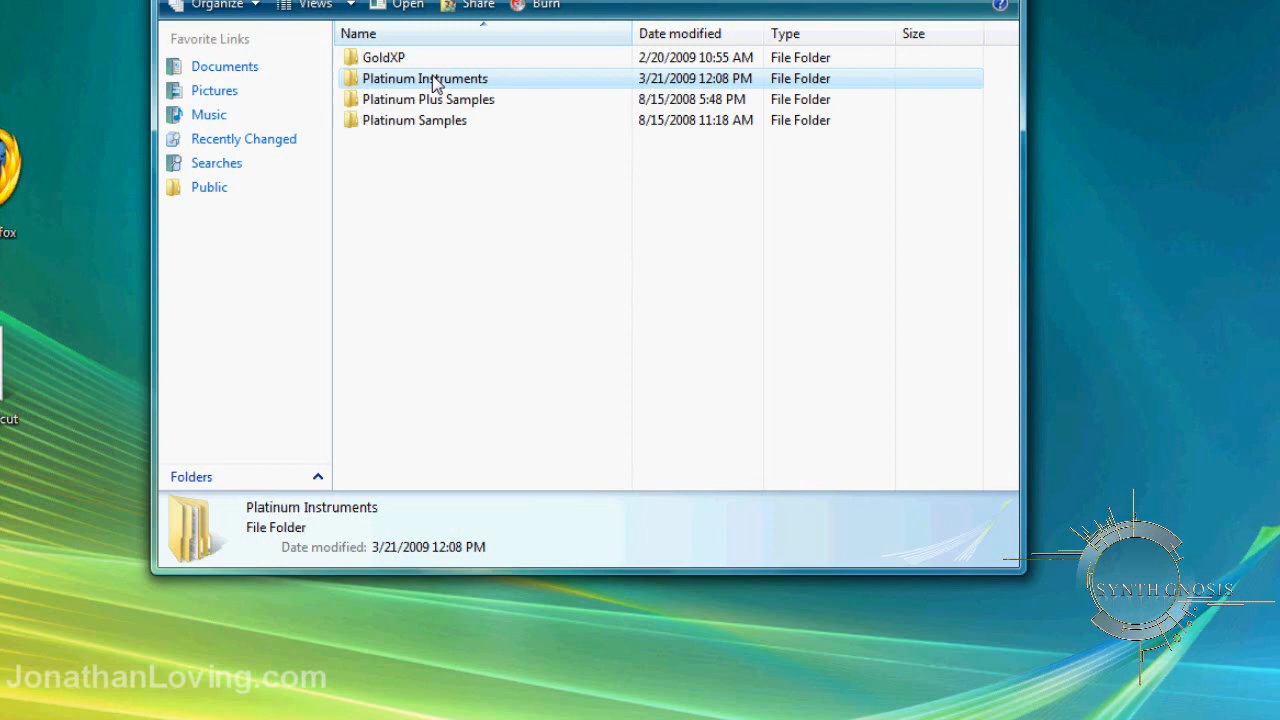 Organize Views Open Share Burn ?
Favorite Links
Documents
Pictures
Music
Recently Changed
Searches
Public
Folders
Name Date modified Type Size
GoldXP 2/20/2009 10:55 AM File Folder
Platinum Instruments 3/21/2009 12:08 PM File Folder
Platinum Plus Samples 8/15/2008 5:48 PM File Folder
Platinum Samples 8/15/2008 11:18 AM File Folder
Platinum Instruments
File Folder
Date modified: 3/21/2009 12:08 PM
fox
cut
SYNTH GNOSIS
JonathanLoving.com